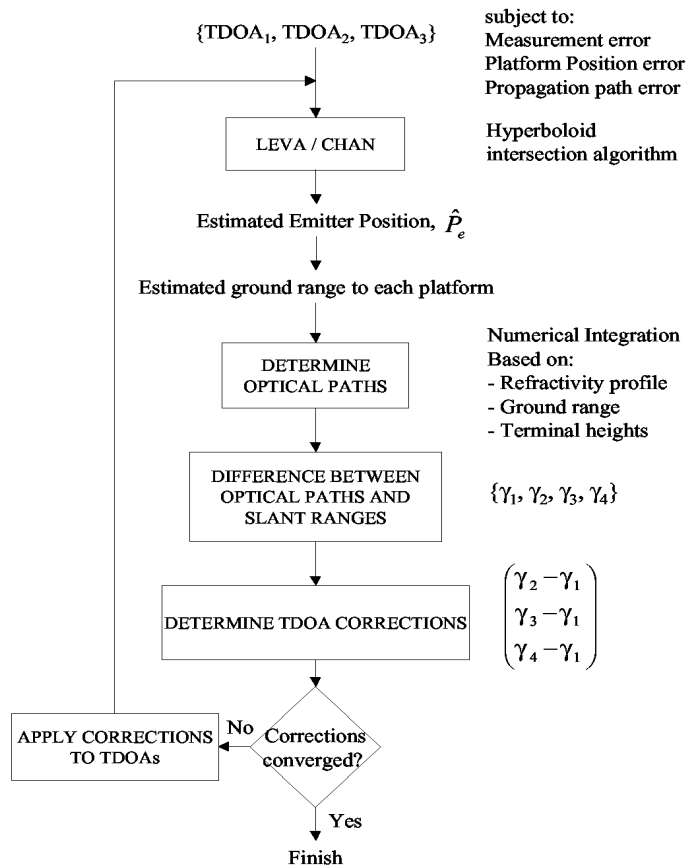 {TDOA₁, TDOA₂, TDOA₃}
subject to:
Measurement error
Platform Position error
Propagation path error
LEVA / CHAN
Hyperboloid
intersection algorithm
Estimated Emitter Position, P̂ₑ
Estimated ground range to each platform
DETERMINE
OPTICAL PATHS
Numerical Integration
Based on:
- Refractivity profile
- Ground range
- Terminal heights
DIFFERENCE BETWEEN
OPTICAL PATHS AND
SLANT RANGES
{γ₁, γ₂, γ₃, γ₄}
DETERMINE TDOA CORRECTIONS
γ₂ – γ₁
γ₃ – γ₁
γ₄ – γ₁
Corrections
converged?
No
APPLY CORRECTIONS
TO TDOAs
Yes
Finish